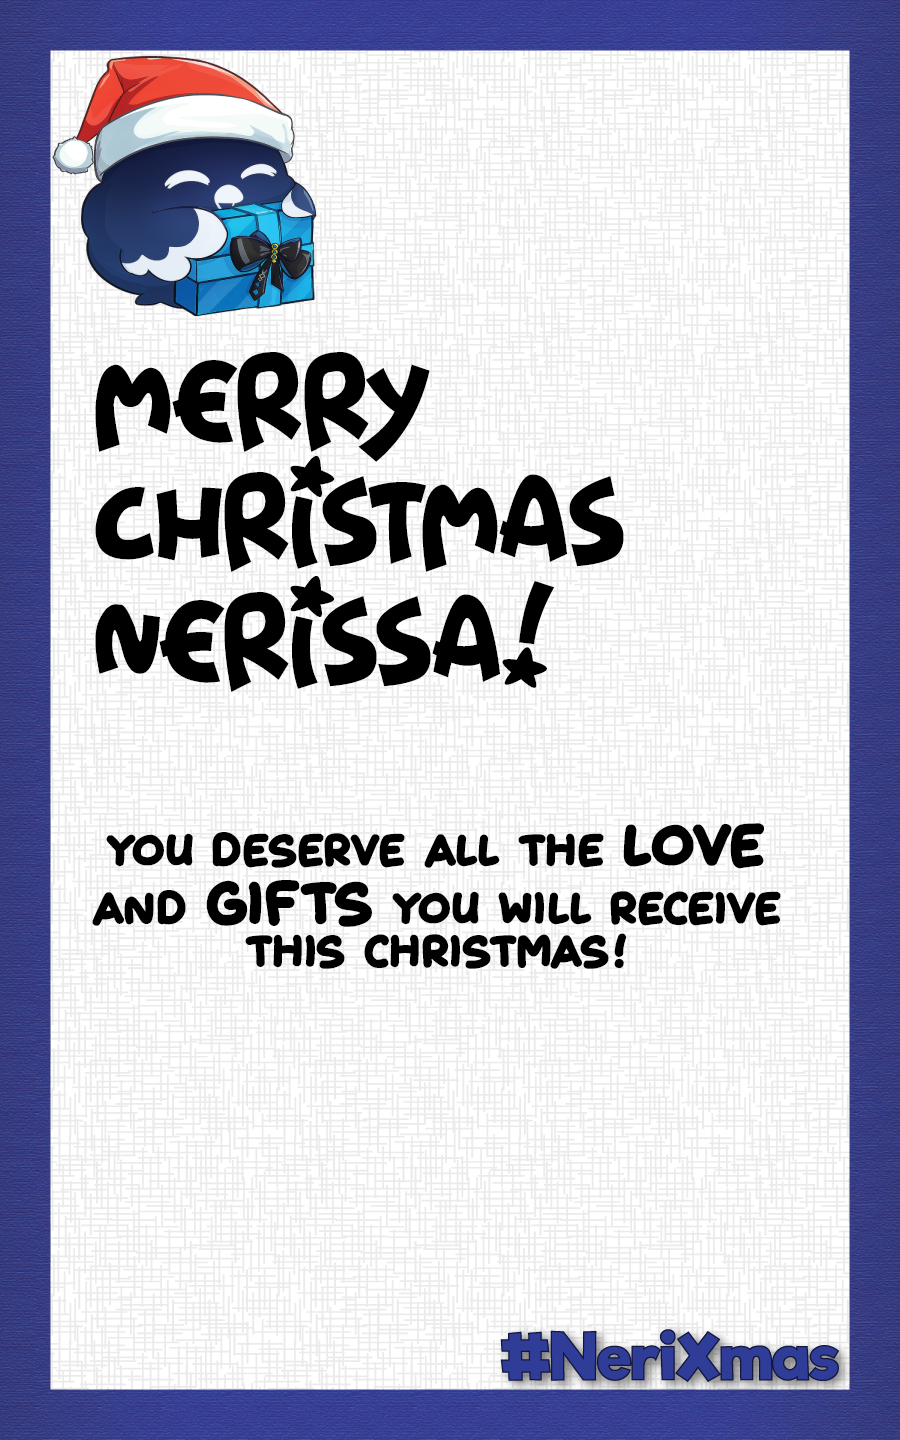 MERRY
CHRISTMAS
NERISSA!
YOU DESERVE ALL THE LOVE
AND GIFTS YOU WILL RECEIVE
THIS CHRISTMAS!
#NeriXmas